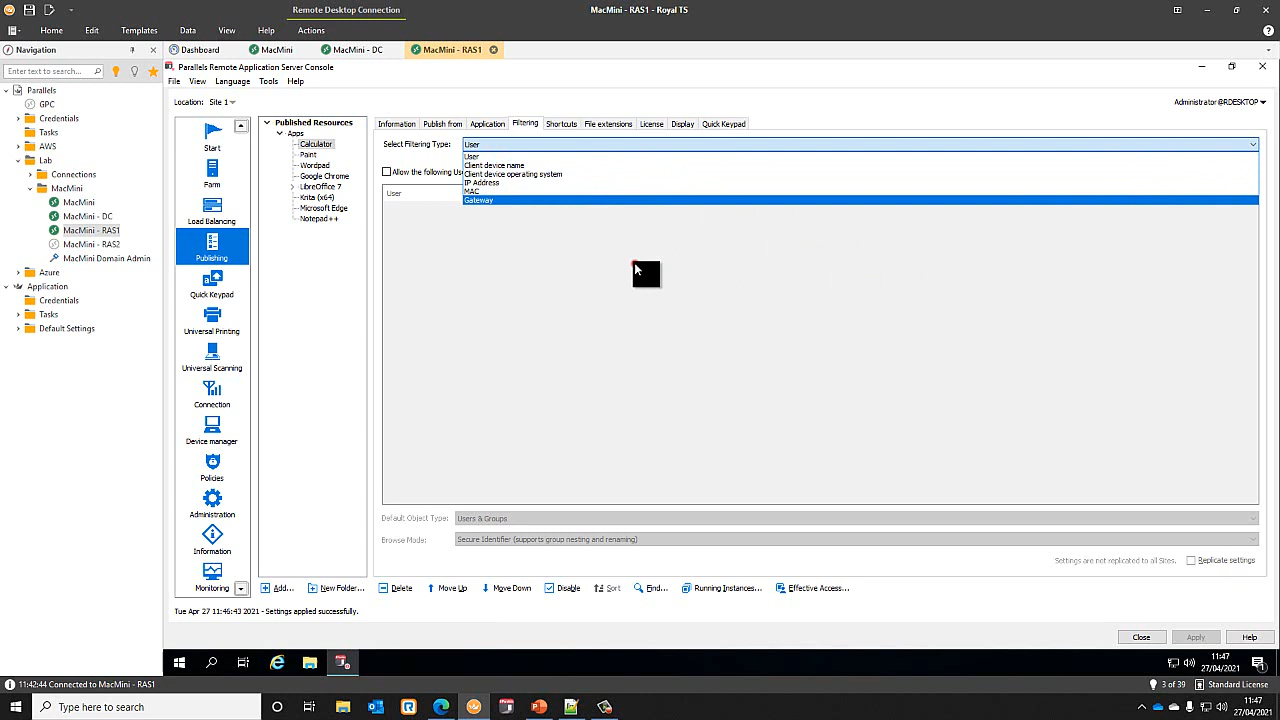 Remote Desktop Connection
MacMini - RAS1 - Royal TS
Home Edit Templates Data View Help Actions
Navigation
Dashboard MacMini MacMini - DC MacMini - RAS1
Enter text to search...
Parallels
GPC
Credentials
Tasks
AWS
Lab
Connections
MacMini
MacMini
MacMini - DC
MacMini - RAS1
MacMini - RAS2
MacMini Domain Admin
Azure
Application
Credentials
Tasks
Default Settings
Parallels Remote Application Server Console
File View Language Tools Help
Location: Site 1
Administrator@RDESKTOP
Start
Farm
Load Balancing
Publishing
Quick Keypad
Universal Printing
Universal Scanning
Connection
Device manager
Policies
Administration
Information
Monitoring
Published Resources
Apps
Calculator
Paint
Wordpad
Google Chrome
LibreOffice 7
Krita (x64)
Microsoft Edge
Notepad++
Information Publish from Application Filtering Shortcuts File extensions License Display Quick Keypad
Select Filtering Type: User
User
Client device name
Client device operating system
IP Address
MAC
Gateway
Allow the following Us
User
Default Object Type: Users & Groups
Browse Mode: Secure Identifier (supports group nesting and renaming)
Settings are not replicated to all Sites. Replicate settings
Add... New Folder... Delete Move Up Move Down Disable Sort Find... Running Instances... Effective Access...
Tue Apr 27 11:46:43 2021 - Settings applied successfully.
Close Apply Help
11:47
27/04/2021
11:42:44 Connected to MacMini - RAS1
3 of 39 Standard License
Type here to search
11:47
27/04/2021